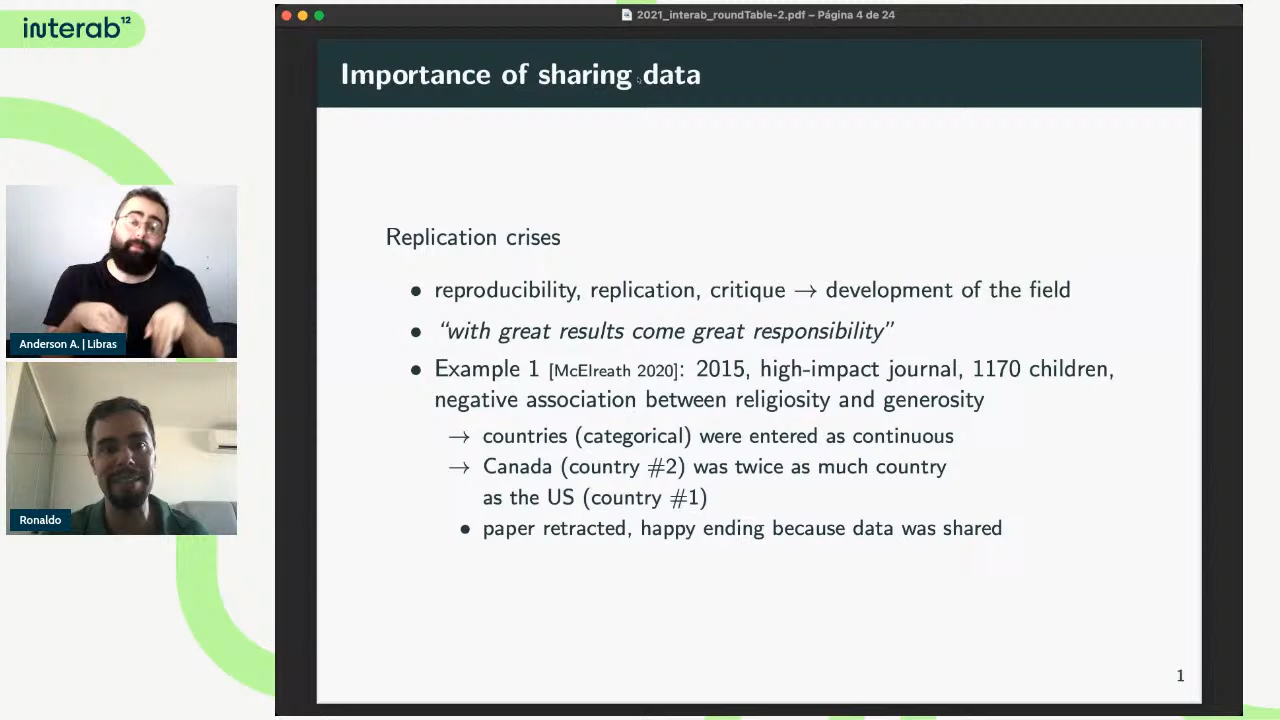 interab¹²
2021_interab_roundTable-2.pdf – Página 4 de 24
Importance of sharing data
Replication crises
• reproducibility, replication, critique → development of the field
• “with great results come great responsibility”
• Example 1 [McElreath 2020]: 2015, high-impact journal, 1170 children,
negative association between religiosity and generosity
→ countries (categorical) were entered as continuous
→ Canada (country #2) was twice as much country
as the US (country #1)
• paper retracted, happy ending because data was shared
1
Anderson A. | Libras
Ronaldo